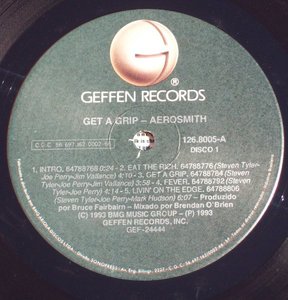 ®
GEFFEN RECORDS
GET A GRIP – AEROSMITH
126.8005-A
DISCO 1
1. INTRO, 64788768 0:24 - 2. EAT THE RICH, 64788776 (Steven Tyler-
Joe Perry-Jim Vallance) 4:10 - 3. GET A GRIP, 64788784 (Steven
Tyler-Joe Perry-Jim Vallance) 3:58 - 4. FEVER, 64788792 (Steven
Tyler-Joe Perry) 4:15 - 5. LIVIN' ON THE EDGE, 64788806
(Steven Tyler-Joe Perry-Mark Hudson) 6:07 – Produzido
por Bruce Fairbairn – Mixado por Brendan O'Brien
(C) 1993 BMG MUSIC GROUP – (P) 1993
GEFFEN RECORDS, INC.
GEF-24444